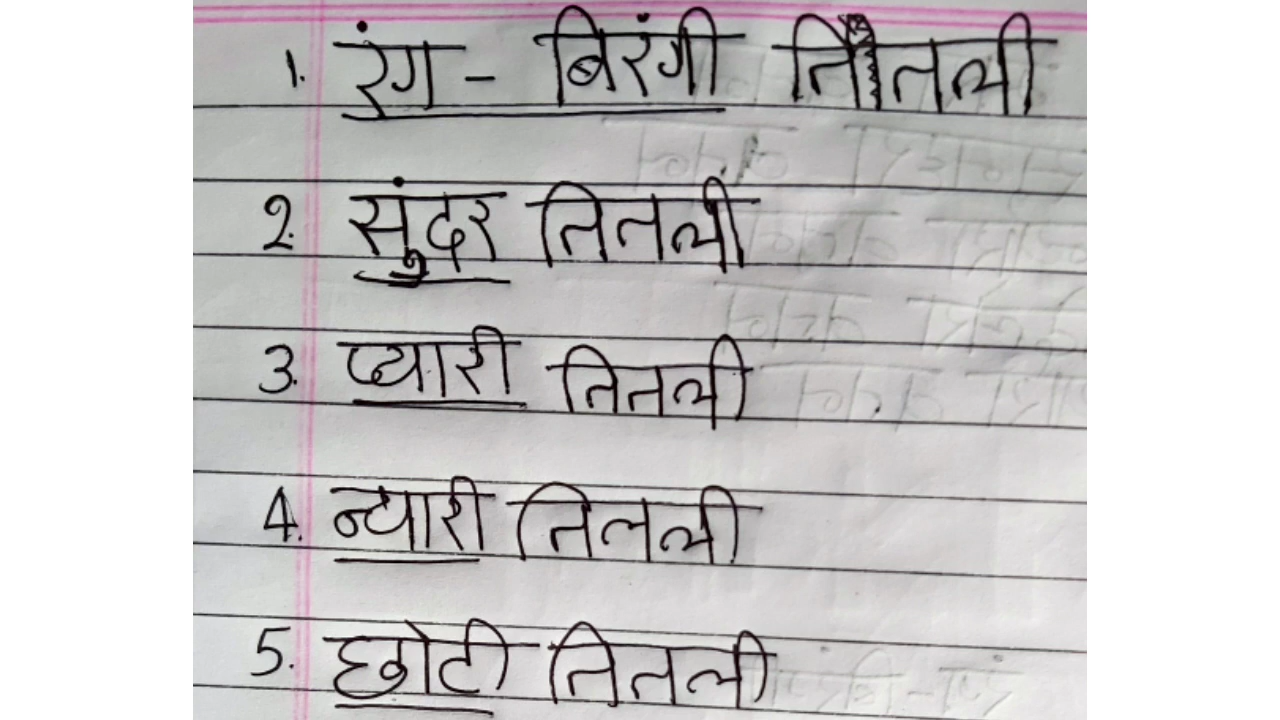 1. रंग - बिरंगी तितली
2. सुंदर तितली
3. प्यारी तितली
4. न्यारी तितली
5. छोटी तितली